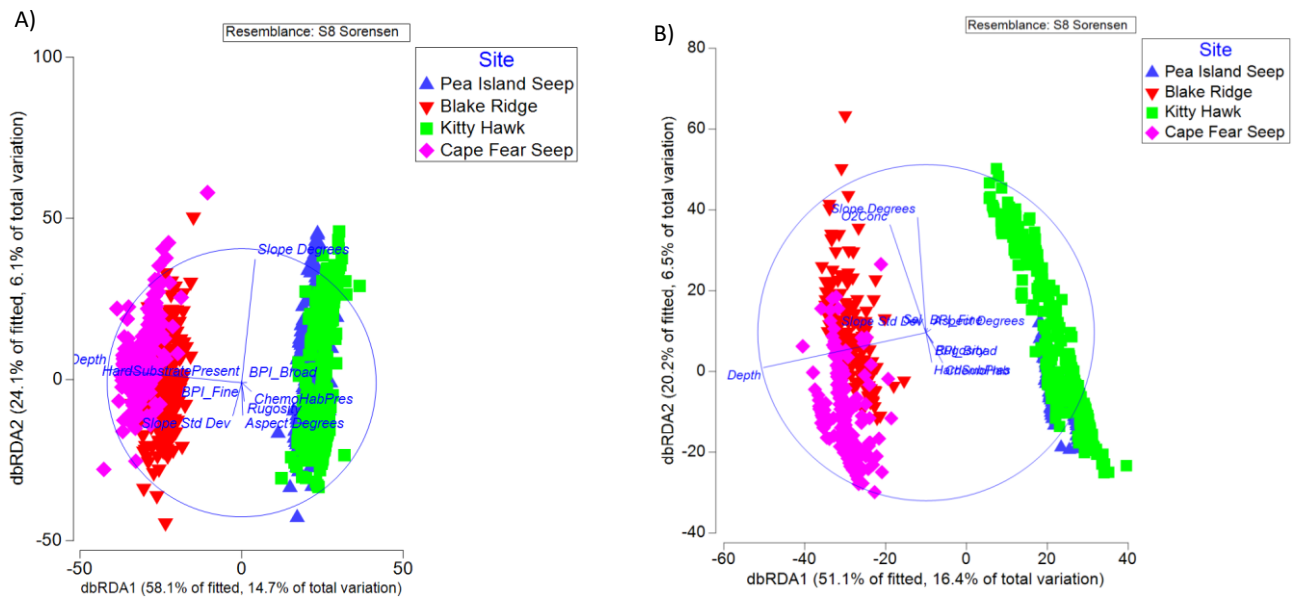 A)
Resemblance: S8 Sorensen
Site
Pea Island Seep
Blake Ridge
Kitty Hawk
Cape Fear Seep
100
50
0
-50
dbRDA2 (24.1% of fitted, 6.1% of total variation)
Slope Degrees
Depth
HardSubstratePresent
BPI_Broad
BPI_Fine
ChemoHabPres
Rugosity
Slope Std Dev
Aspect Degrees
-50
0
50
dbRDA1 (58.1% of fitted, 14.7% of total variation)
B)
Resemblance: S8 Sorensen
Site
Pea Island Seep
Blake Ridge
Kitty Hawk
Cape Fear Seep
80
60
40
20
0
-20
-40
dbRDA2 (20.2% of fitted, 6.5% of total variation)
Slope Degrees
O2Conc
Slope Std Dev
Sal
BPI_Fine
Aspect Degrees
Rugosity
BPI_Broad
Depth
-60
-40
-20
0
20
40
dbRDA1 (51.1% of fitted, 16.4% of total variation)